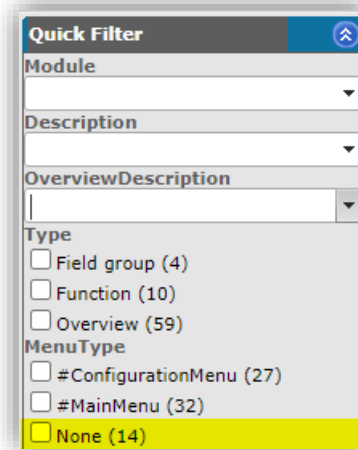 Quick Filter
Module
Description
OverviewDescription
Type
Field group (4)
Function (10)
Overview (59)
MenuType
#ConfigurationMenu (27)
#MainMenu (32)
None (14)